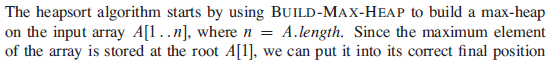 The heapsort algorithm starts by using BUILD-MAX-HEAP to build a max-heap
on the input array A[1..n], where n = A.length. Since the maximum element
of the array is stored at the root A[1], we can put it into its correct final position